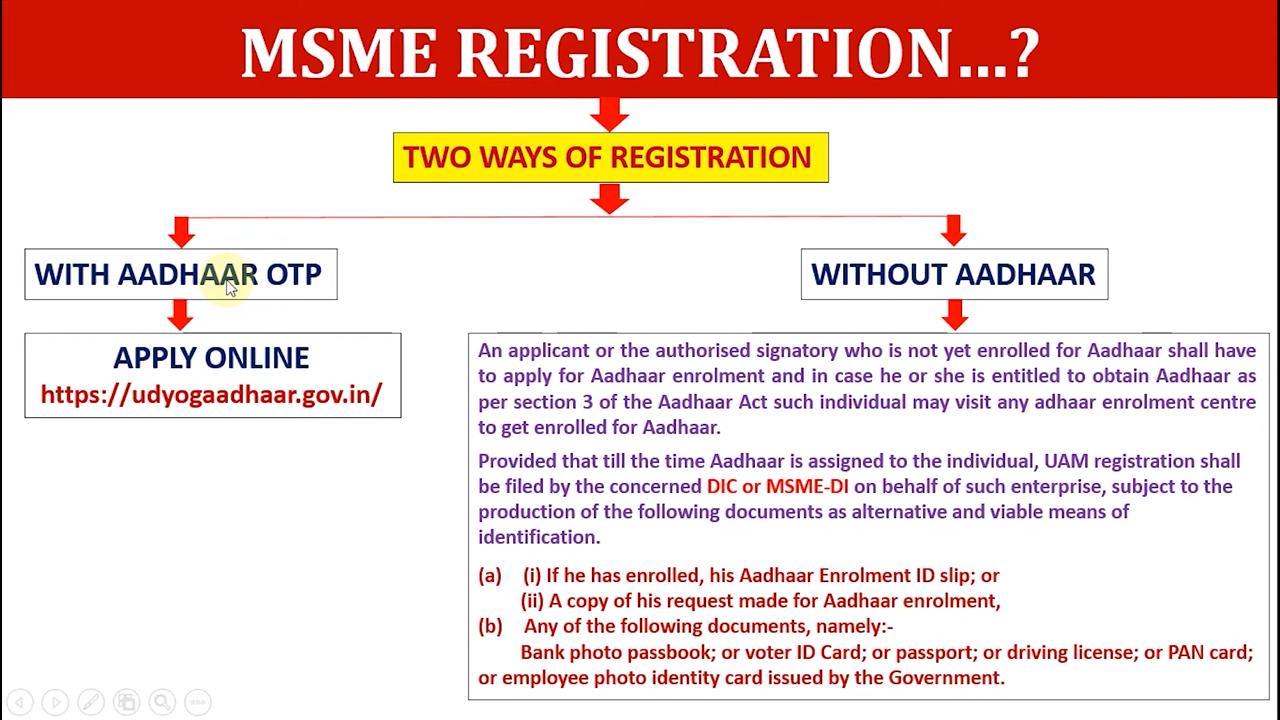 MSME REGISTRATION...?
TWO WAYS OF REGISTRATION
WITH AADHAAR OTP
WITHOUT AADHAAR
APPLY ONLINE
https://udyogaadhaar.gov.in/
An applicant or the authorised signatory who is not yet enrolled for Aadhaar shall have
to apply for Aadhaar enrolment and in case he or she is entitled to obtain Aadhaar as
per section 3 of the Aadhaar Act such individual may visit any adhaar enrolment centre
to get enrolled for Aadhaar.
Provided that till the time Aadhaar is assigned to the individual, UAM registration shall
be filed by the concerned DIC or MSME-DI on behalf of such enterprise, subject to the
production of the following documents as alternative and viable means of
identification.
(a) (i) If he has enrolled, his Aadhaar Enrolment ID slip; or
(ii) A copy of his request made for Aadhaar enrolment,
(b) Any of the following documents, namely:-
Bank photo passbook; or voter ID Card; or passport; or driving license; or PAN card;
or employee photo identity card issued by the Government.